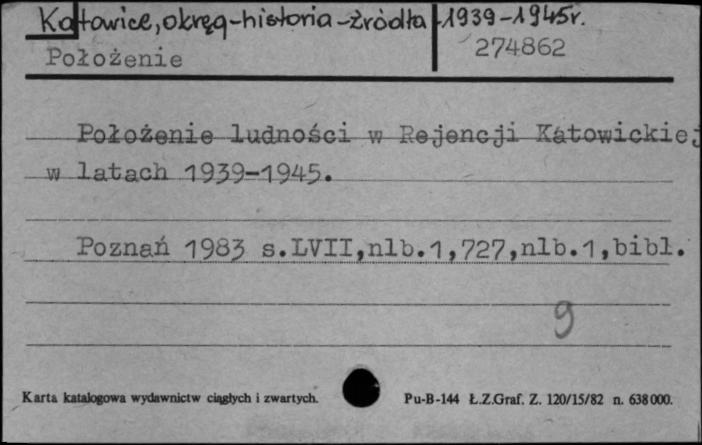 Katowice, okręg-historia-źródła-1939-1945r.
Położenie 274862
Położenie ludności w Rejencji Katowickiej
w latach 1939-1945.
Poznań 1983 s.LVII,nlb.1,727,nlb.1,bibl.
9
Karta katalogowa wydawnictw ciągłych i zwartych. Pu-B-144 Ł.Z.Graf. Z. 120/15/82 n. 638000.